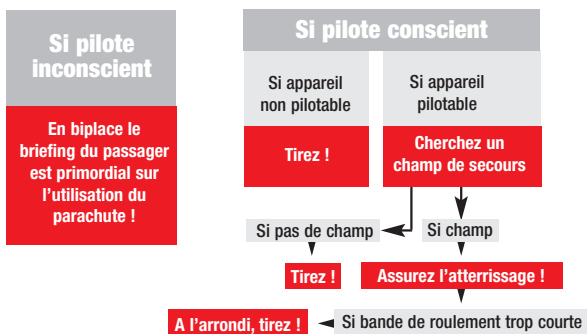 Si pilote
inconscient
En biplace le
briefing du passager
est primordial sur
l'utilisation du
parachute !
Si pilote conscient
Si appareil
non pilotable
Si appareil
pilotable
Tirez !
Cherchez un
champ de secours
Si pas de champ
Si champ
Tirez !
Assurez l'atterrissage !
A l'arrondi, tirez !
Si bande de roulement trop courte